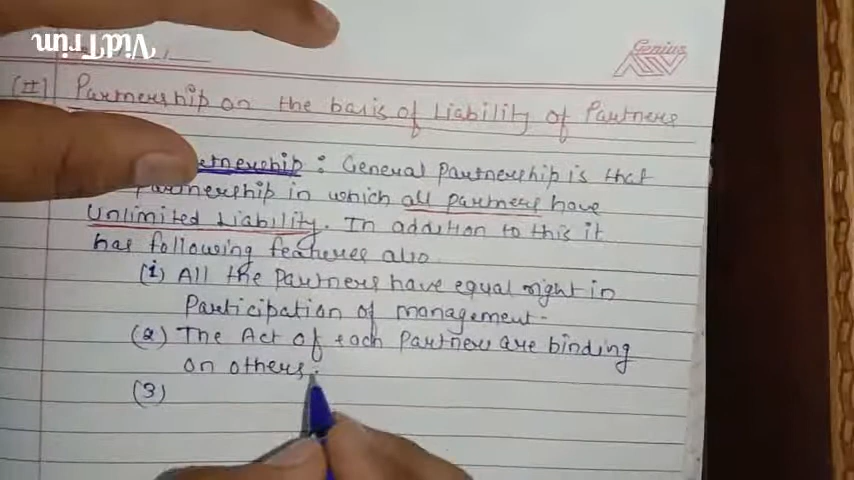 VidTrim
Genius
(II) Partnership on the basis of Liability of Partners
: General Partnership is that
Partnership in which all partners have
Unlimited Liability. In addition to this it
has following features also
(1) All the Partners have equal right in
Participation of management.
(2) The Act of each Partner are binding
on others.
(3)